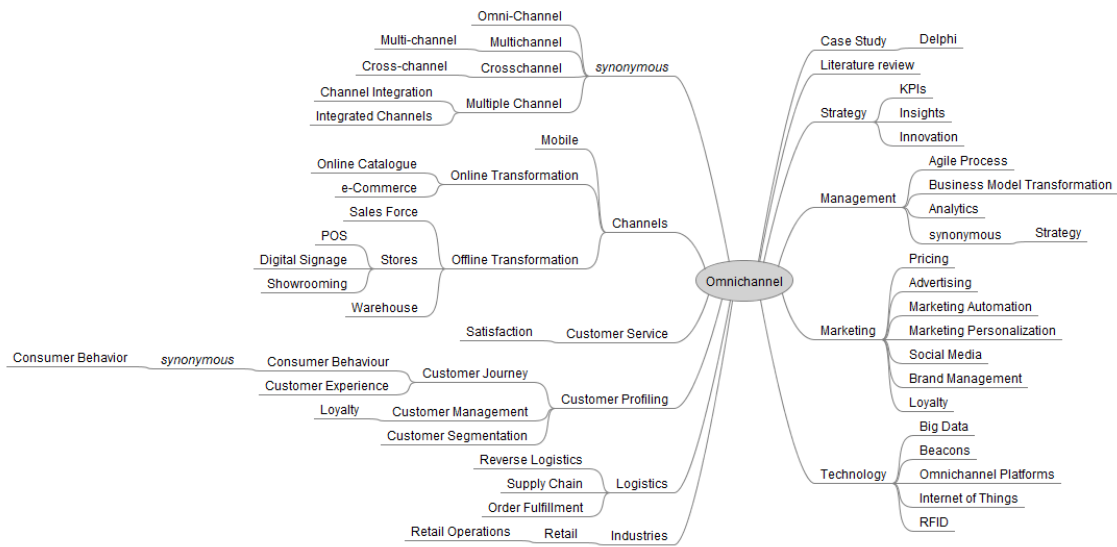 Omnichannel
synonymous
Omni-Channel
Multichannel
Multi-channel
Crosschannel
Cross-channel
Multiple Channel
Channel Integration
Integrated Channels
Channels
Mobile
Online Transformation
Online Catalogue
e-Commerce
Offline Transformation
Sales Force
Stores
POS
Digital Signage
Showrooming
Warehouse
Customer Service
Satisfaction
Customer Profiling
Customer Journey
Consumer Behaviour
synonymous
Consumer Behavior
Customer Experience
Customer Management
Loyalty
Customer Segmentation
Logistics
Reverse Logistics
Supply Chain
Order Fulfillment
Industries
Retail
Retail Operations
Case Study
Delphi
Literature review
Strategy
KPIs
Insights
Innovation
Management
Agile Process
Business Model Transformation
Analytics
synonymous
Strategy
Marketing
Pricing
Advertising
Marketing Automation
Marketing Personalization
Social Media
Brand Management
Loyalty
Technology
Big Data
Beacons
Omnichannel Platforms
Internet of Things
RFID